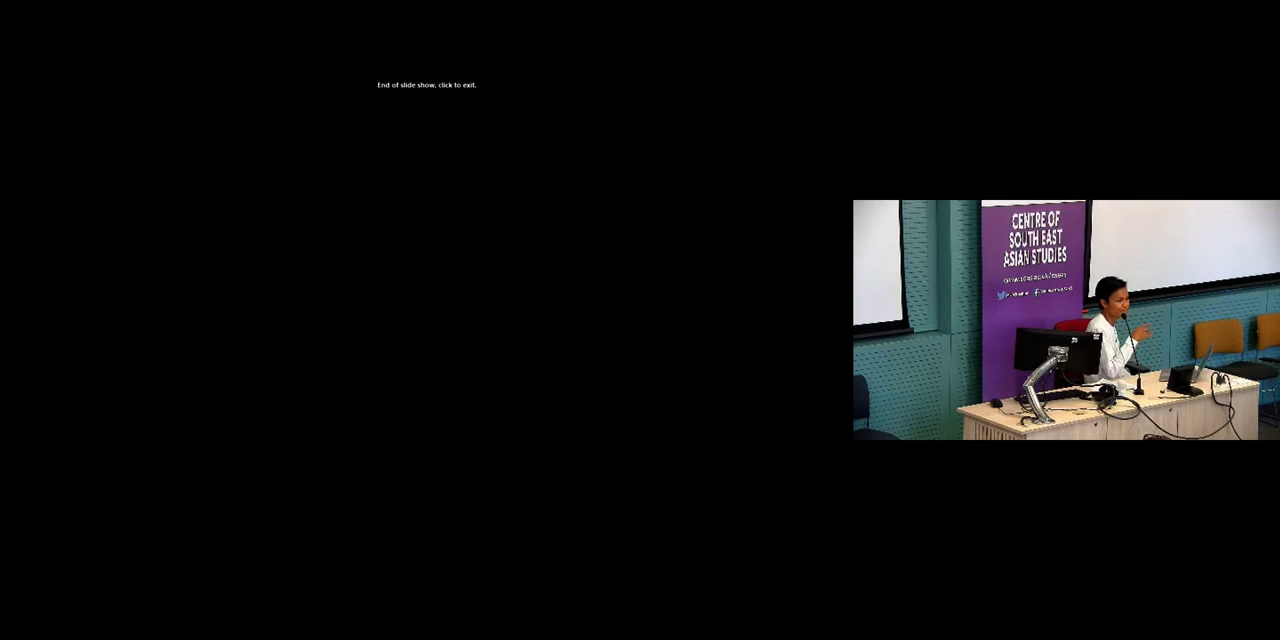 End of slide show, click to exit.
CENTRE OF
SOUTH EAST
ASIAN STUDIES